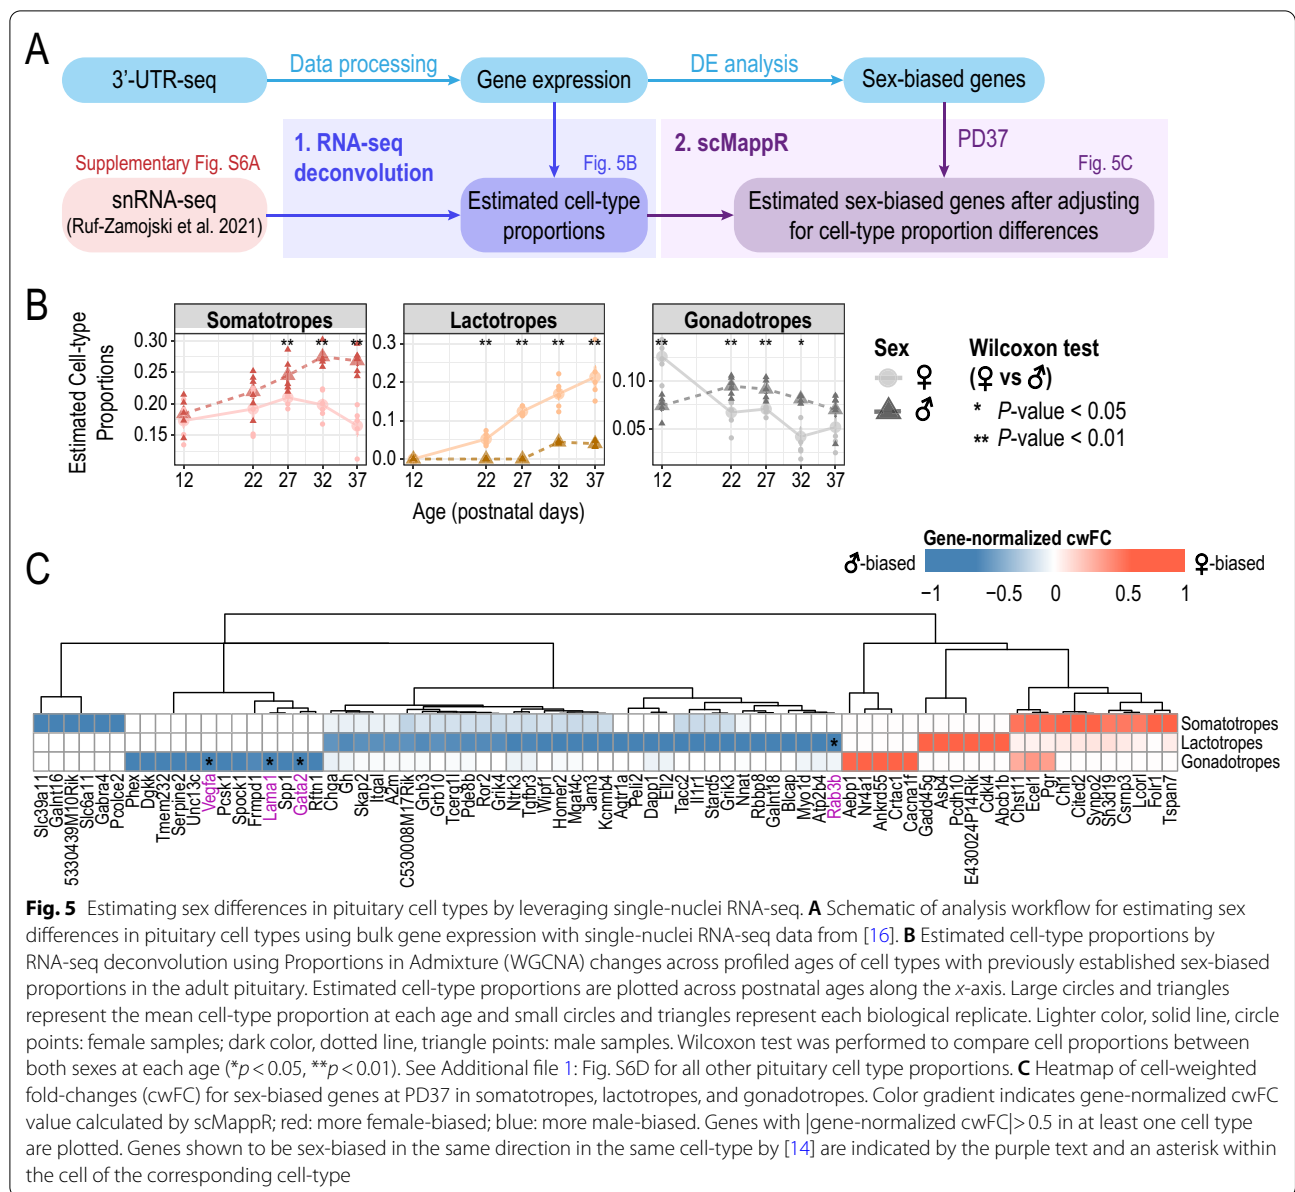 A
3’-UTR-seq
Data processing
Gene expression
DE analysis
Sex-biased genes
1. RNA-seq
deconvolution
2. scMappR
PD37
Supplementary Fig. S6A
Fig. 5B
Fig. 5C
snRNA-seq
(Ruf-Zamojski et al. 2021)
Estimated cell-type
proportions
Estimated sex-biased genes after adjusting
for cell-type proportion differences
B
Somatotropes
Lactotropes
Gonadotropes
Estimated Cell-type
Proportions
0.30
0.25
0.20
0.15
** ** **
12 22 27 32 37
0.3
0.2
0.1
0.0
** ** ** **
12 22 27 32 37
0.10
0.05
** ** ** *
12 22 27 32 37
Age (postnatal days)
Sex
♀
♂
Wilcoxon test
(♀ vs ♂)
* P-value < 0.05
** P-value < 0.01
C
Gene-normalized cwFC
♂-biased
♀-biased
−1 −0.5 0 0.5 1
Somatotropes
Lactotropes
Gonadotropes
* * * *
Slc39a11
Galnt16
5330439M10Rik
Slc6a11
Gabra4
Pcolce2
Phex
Dgkk
Tmem232
Serpine2
Unc13c
Vegfa
Pcsk1
Spock1
Frmpd1
Lama1
Spp1
Gata2
Rftn1
Chga
Gh
Skap2
Itgal
A2m
C530008M17Rik
Gnb3
Grb10
Tcerg1l
Pde8b
Ror2
Grik4
Ntrk3
Tgfbr3
Wipf1
Homer2
Mgat4c
Jam3
Kcnmb4
Agtr1a
Peli2
Dapp1
Ell2
Tacc2
Il1r1
Stard5
Grik3
Nnat
Rbbp8
Galnt18
Blcap
Myo1d
Atp2b4
Rab3b
Aebp1
Nr4a1
Ankrd55
Crtac1
Cacna1f
Gadd45g
Asb4
Pcdh10
E430024P14Rik
Cdkl4
Abcb1b
Chst11
Ecel1
Pgr
Chf1
Cited2
Synpo2
Sh3d19
Csrnp3
Lcorl
Folr1
Tspan7
Fig. 5 Estimating sex differences in pituitary cell types by leveraging single-nuclei RNA-seq. A Schematic of analysis workflow for estimating sex
differences in pituitary cell types using bulk gene expression with single-nuclei RNA-seq data from [16]. B Estimated cell-type proportions by
RNA-seq deconvolution using Proportions in Admixture (WGCNA) changes across profiled ages of cell types with previously established sex-biased
proportions in the adult pituitary. Estimated cell-type proportions are plotted across postnatal ages along the x-axis. Large circles and triangles
represent the mean cell-type proportion at each age and small circles and triangles represent each biological replicate. Lighter color, solid line, circle
points: female samples; dark color, dotted line, triangle points: male samples. Wilcoxon test was performed to compare cell proportions between
both sexes at each age (*p < 0.05, **p < 0.01). See Additional file 1: Fig. S6D for all other pituitary cell type proportions. C Heatmap of cell-weighted
fold-changes (cwFC) for sex-biased genes at PD37 in somatotropes, lactotropes, and gonadotropes. Color gradient indicates gene-normalized cwFC
value calculated by scMappR; red: more female-biased; blue: more male-biased. Genes with |gene-normalized cwFC| > 0.5 in at least one cell type
are plotted. Genes shown to be sex-biased in the same direction in the same cell-type by [14] are indicated by the purple text and an asterisk within
the cell of the corresponding cell-type